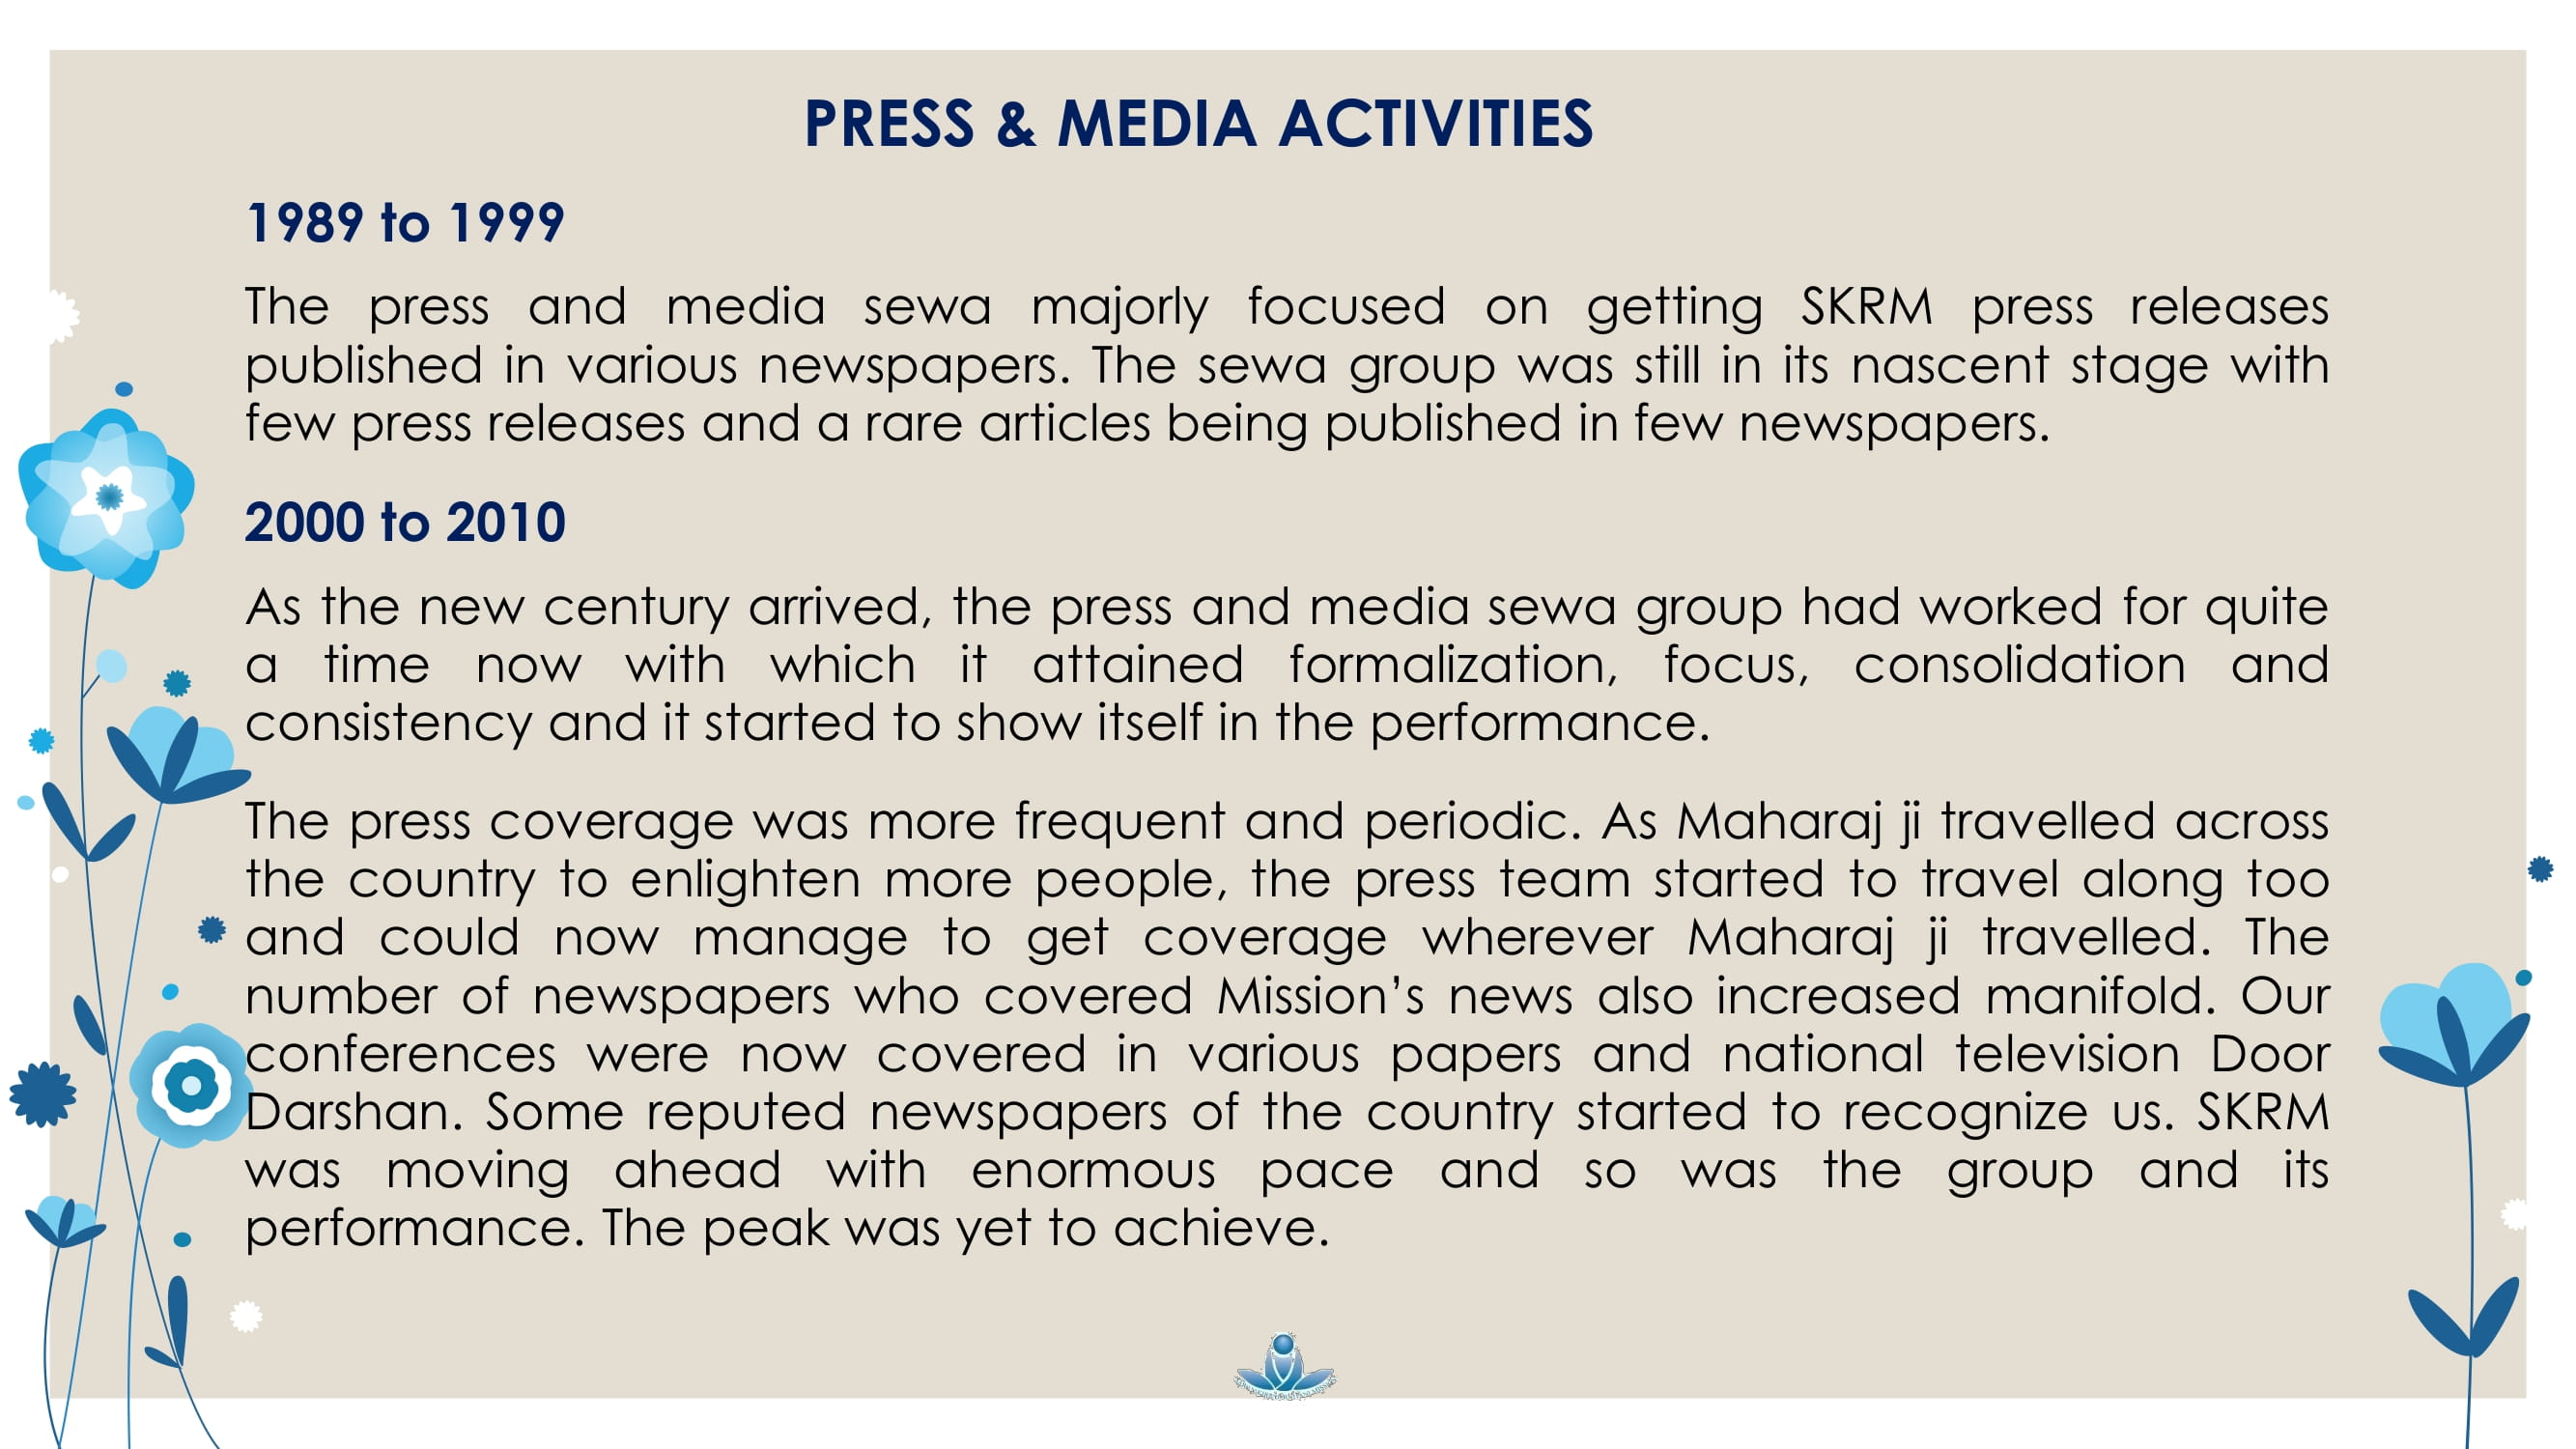 PRESS & MEDIA ACTIVITIES
1989 to 1999
The press and media sewa majorly focused on getting SKRM press releases
published in various newspapers. The sewa group was still in its nascent stage with
few press releases and a rare articles being published in few newspapers.
2000 to 2010
As the new century arrived, the press and media sewa group had worked for quite
a time now with which it attained formalization, focus, consolidation and
consistency and it started to show itself in the performance.
The press coverage was more frequent and periodic. As Maharaj ji travelled across
the country to enlighten more people, the press team started to travel along too
and could now manage to get coverage wherever Maharaj ji travelled. The
number of newspapers who covered Mission’s news also increased manifold. Our
conferences were now covered in various papers and national television Door
Darshan. Some reputed newspapers of the country started to recognize us. SKRM
was moving ahead with enormous pace and so was the group and its
performance. The peak was yet to achieve.